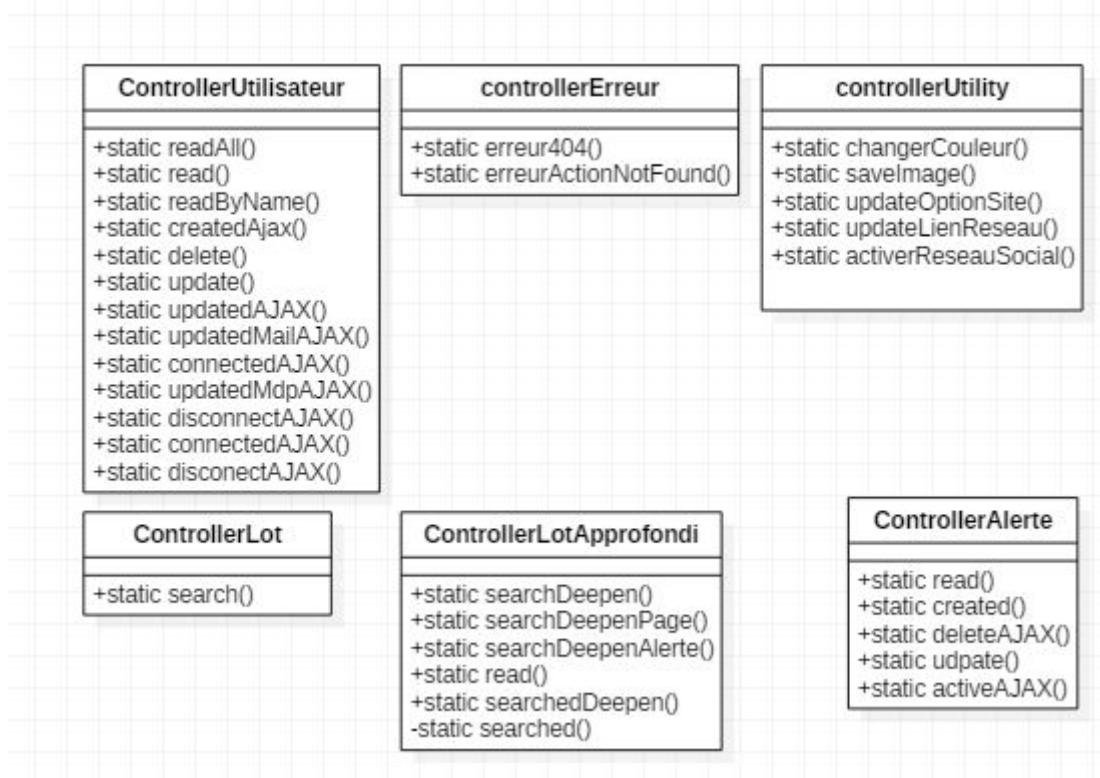 ControllerUtilisateur
+static readAll()
+static read()
+static readByName()
+static createdAjax()
+static delete()
+static update()
+static updatedAJAX()
+static updatedMailAJAX()
+static connectedAJAX()
+static updatedMdpAJAX()
+static disconnectAJAX()
+static connectedAJAX()
+static disconectAJAX()
controllerErreur
+static erreur404()
+static erreurActionNotFound()
controllerUtility
+static changerCouleur()
+static saveImage()
+static updateOptionSite()
+static updateLienReseau()
+static activerReseauSocial()
ControllerLot
+static search()
ControllerLotApprofondi
+static searchDeepen()
+static searchDeepenPage()
+static searchDeepenAlerte()
+static read()
+static searchedDeepen()
-static searched()
ControllerAlerte
+static read()
+static created()
+static deleteAJAX()
+static udpate()
+static activeAJAX()